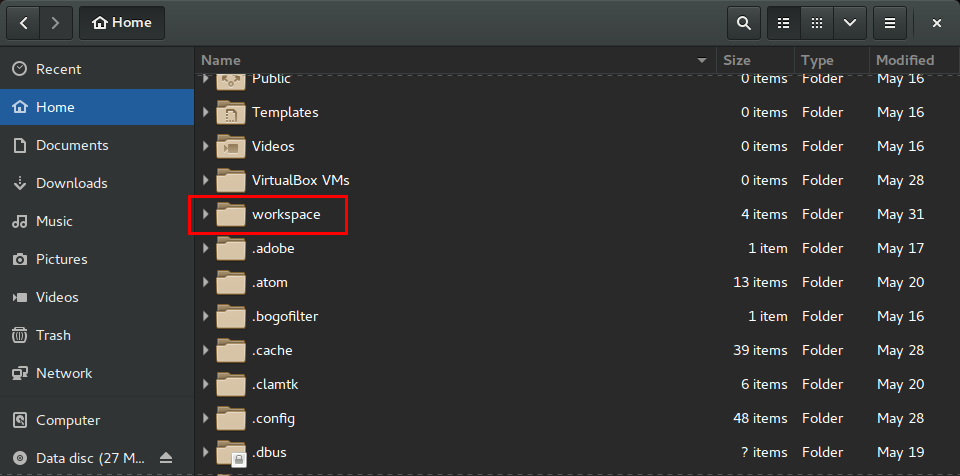 Home
Recent
Home
Documents
Downloads
Music
Pictures
Videos
Trash
Network
Computer
Data disc (27 M...
Name Size Type Modified
Public 0 items Folder May 16
Templates 0 items Folder May 16
Videos 0 items Folder May 16
VirtualBox VMs 0 items Folder May 28
workspace 4 items Folder May 31
.adobe 1 item Folder May 17
.atom 13 items Folder May 20
.bogofilter 1 item Folder May 16
.cache 39 items Folder May 28
.clamtk 6 items Folder May 20
.config 48 items Folder May 28
.dbus ? items Folder May 19